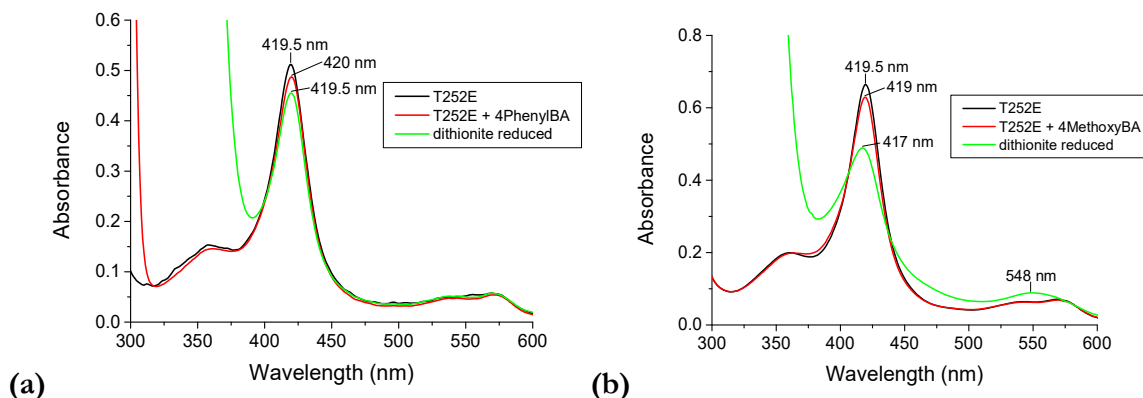 419.5 nm
420 nm
419.5 nm
T252E
T252E + 4PhenylBA
dithionite reduced
Absorbance
0.6
0.5
0.4
0.3
0.2
0.1
0.0
300 350 400 450 500 550 600
Wavelength (nm)
(a)
419.5 nm
419 nm
417 nm
548 nm
T252E
T252E + 4MethoxyBA
dithionite reduced
Absorbance
0.8
0.6
0.4
0.2
0.0
300 350 400 450 500 550 600
Wavelength (nm)
(b)